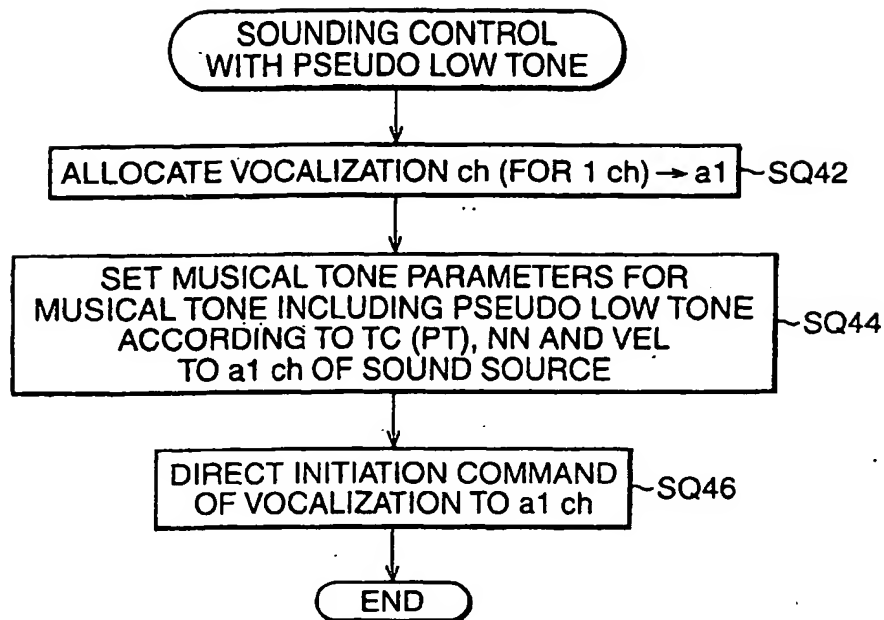 SOUNDING CONTROL
WITH PSEUDO LOW TONE
ALLOCATE VOCALIZATION ch (FOR 1 ch) → a1
SQ42
SET MUSICAL TONE PARAMETERS FOR
MUSICAL TONE INCLUDING PSEUDO LOW TONE
ACCORDING TO TC (PT), NN AND VEL
TO a1 ch OF SOUND SOURCE
SQ44
DIRECT INITIATION COMMAND
OF VOCALIZATION TO a1 ch
SQ46
END